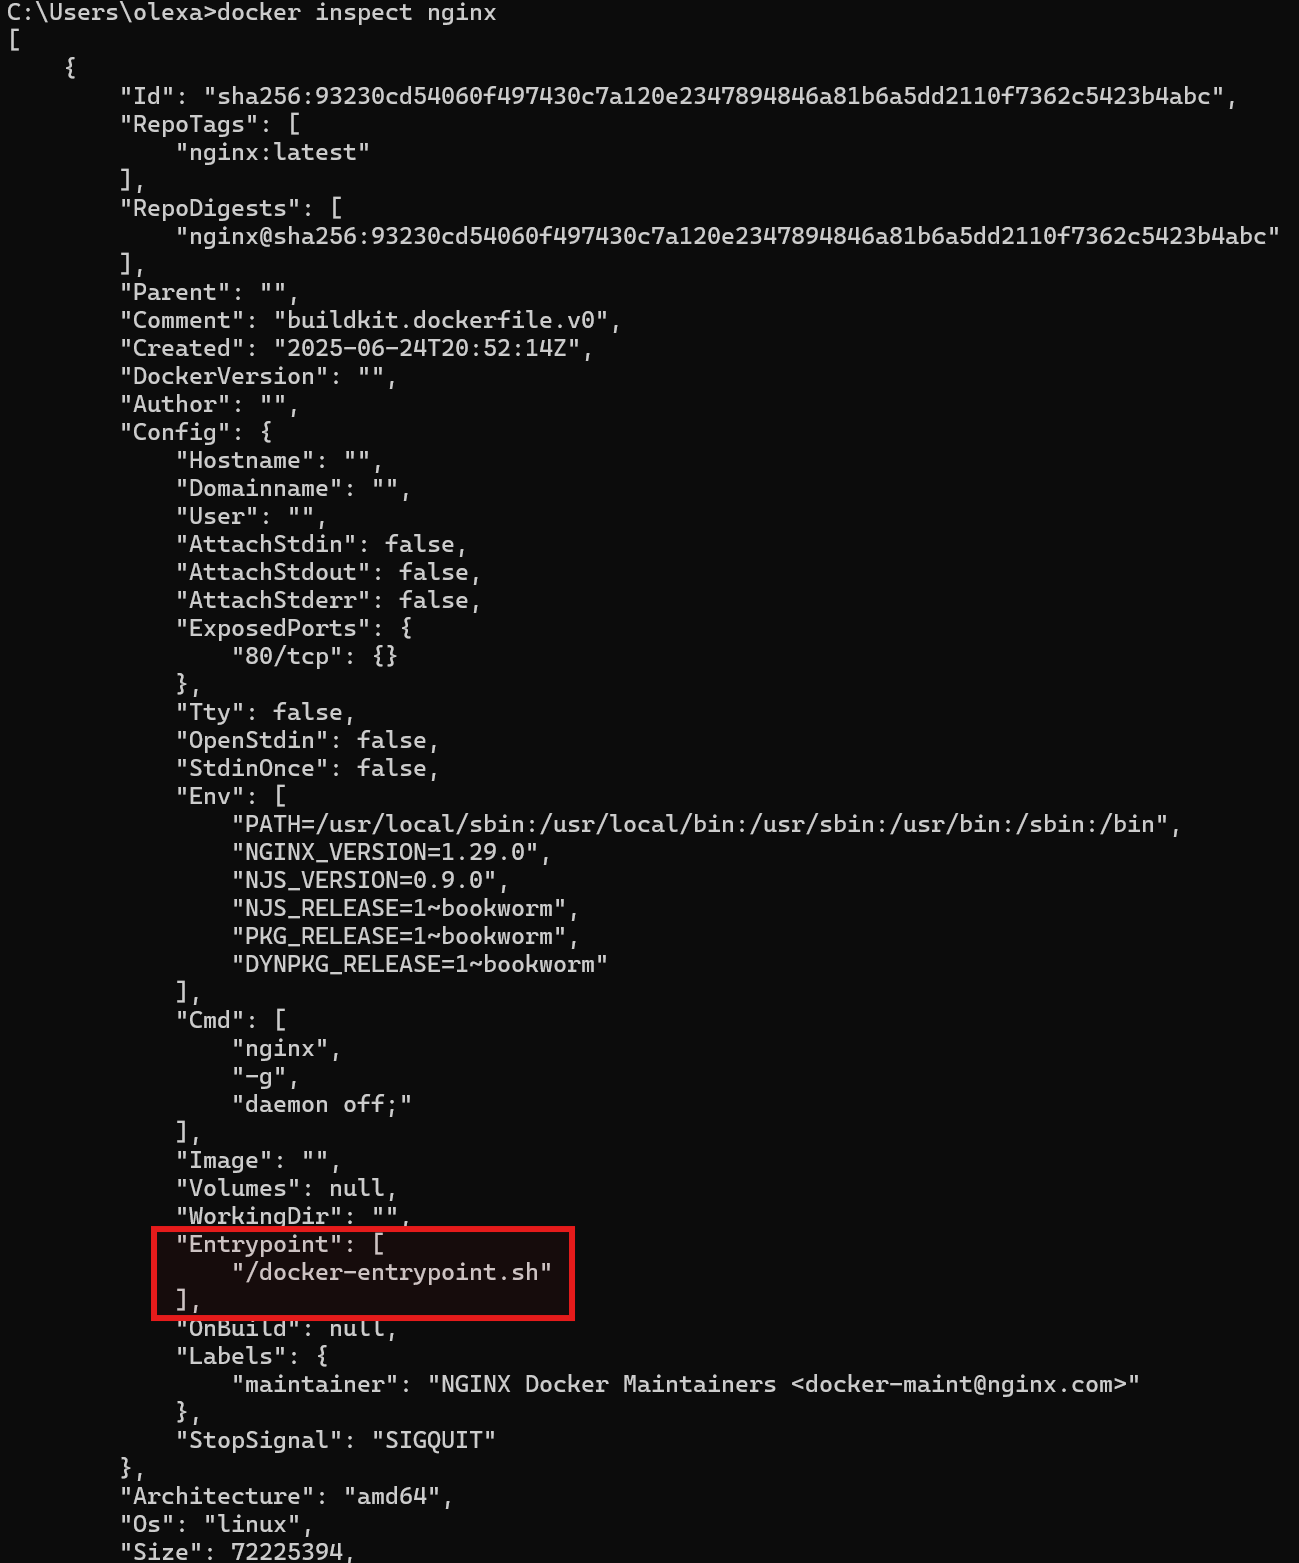 C:\Users\olexa>docker inspect nginx
[
    {
        "Id": "sha256:93230cd54060f497430c7a120e2347894846a81b6a5dd2110f7362c5423b4abc",
        "RepoTags": [
            "nginx:latest"
        ],
        "RepoDigests": [
            "nginx@sha256:93230cd54060f497430c7a120e2347894846a81b6a5dd2110f7362c5423b4abc"
        ],
        "Parent": "",
        "Comment": "buildkit.dockerfile.v0",
        "Created": "2025-06-24T20:52:14Z",
        "DockerVersion": "",
        "Author": "",
        "Config": {
            "Hostname": "",
            "Domainname": "",
            "User": "",
            "AttachStdin": false,
            "AttachStdout": false,
            "AttachStderr": false,
            "ExposedPorts": {
                "80/tcp": {}
            },
            "Tty": false,
            "OpenStdin": false,
            "StdinOnce": false,
            "Env": [
                "PATH=/usr/local/sbin:/usr/local/bin:/usr/sbin:/usr/bin:/sbin:/bin",
                "NGINX_VERSION=1.29.0",
                "NJS_VERSION=0.9.0",
                "NJS_RELEASE=1~bookworm",
                "PKG_RELEASE=1~bookworm",
                "DYNPKG_RELEASE=1~bookworm"
            ],
            "Cmd": [
                "nginx",
                "-g",
                "daemon off;"
            ],
            "Image": "",
            "Volumes": null,
            "WorkingDir": "",
            "Entrypoint": [
                "/docker-entrypoint.sh"
            ],
            "OnBuild": null,
            "Labels": {
                "maintainer": "NGINX Docker Maintainers <docker-maint@nginx.com>"
            },
            "StopSignal": "SIGQUIT"
        },
        "Architecture": "amd64",
        "Os": "linux",
        "Size": 72225394,